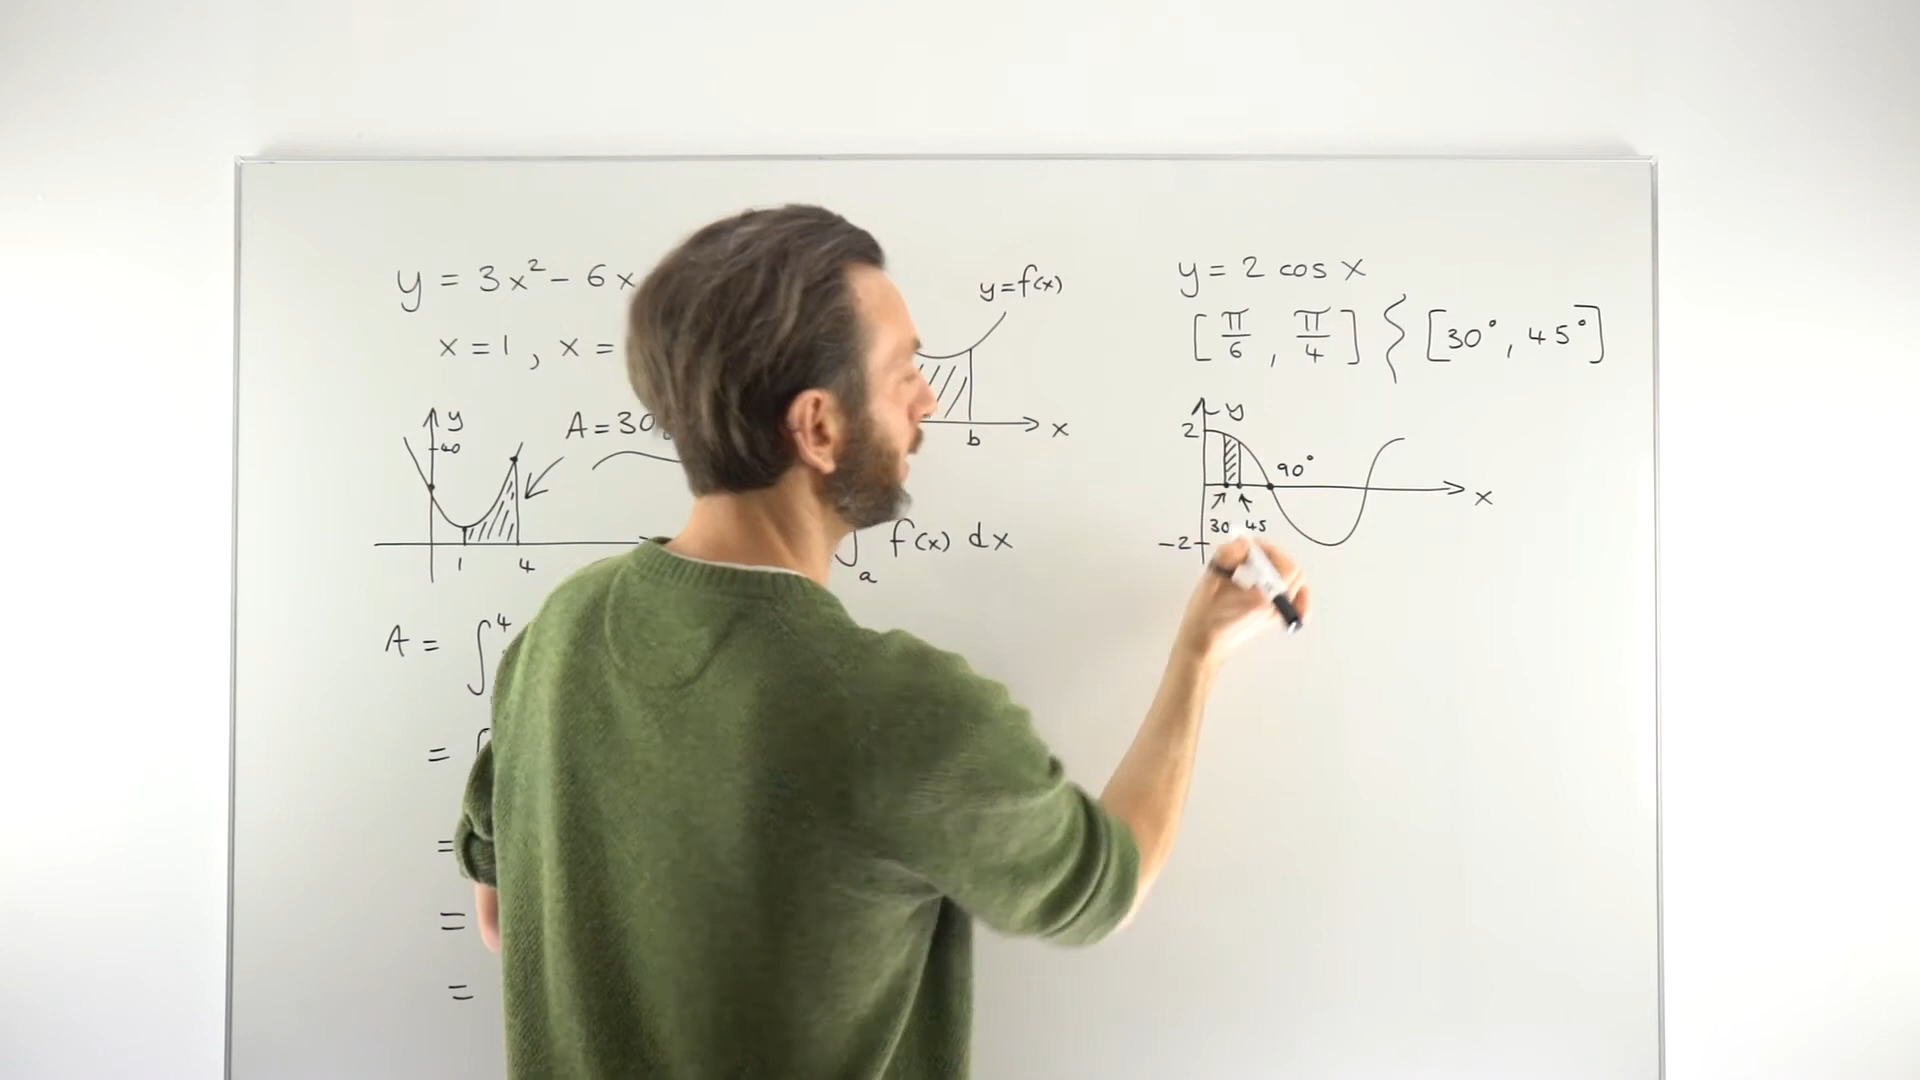 y = 3x² - 6x
x = 1 , x =
y
40
A = 30
1
4
A = ∫⁴
=
=
=
=
y = f(x)
b
x
∫
a
f(x) dx
y = 2 cos x
[π/6 , π/4] } [30°, 45°]
y
2
90°
x
30 45
-2